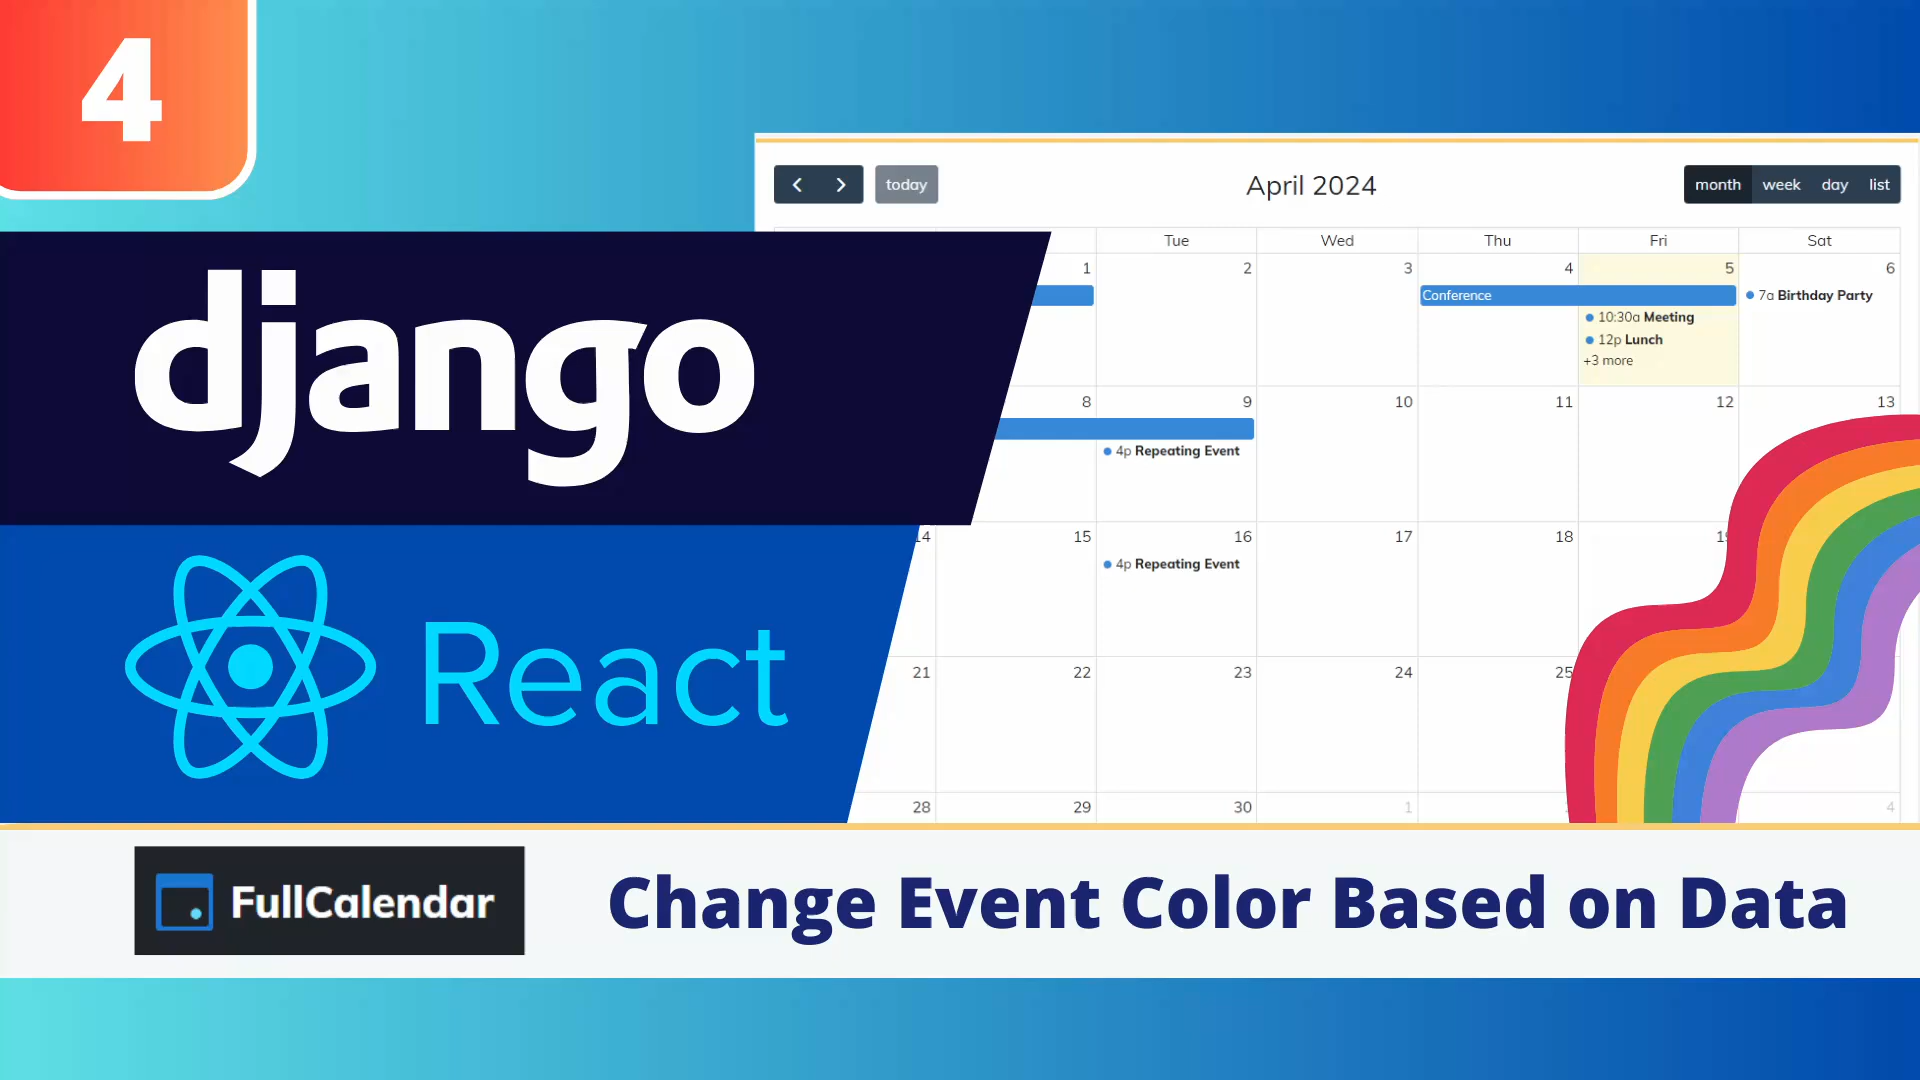 4
today
April 2024
month week day list
Tue Wed Thu Fri Sat
1 2 3 4 5 6
Conference
7a Birthday Party
10:30a Meeting
12p Lunch
+3 more
8 9 10 11 12 13
4p Repeating Event
14 15 16 17 18
4p Repeating Event
21 22 23 24 25
28 29 30 1 4
django
React
FullCalendar
Change Event Color Based on Data